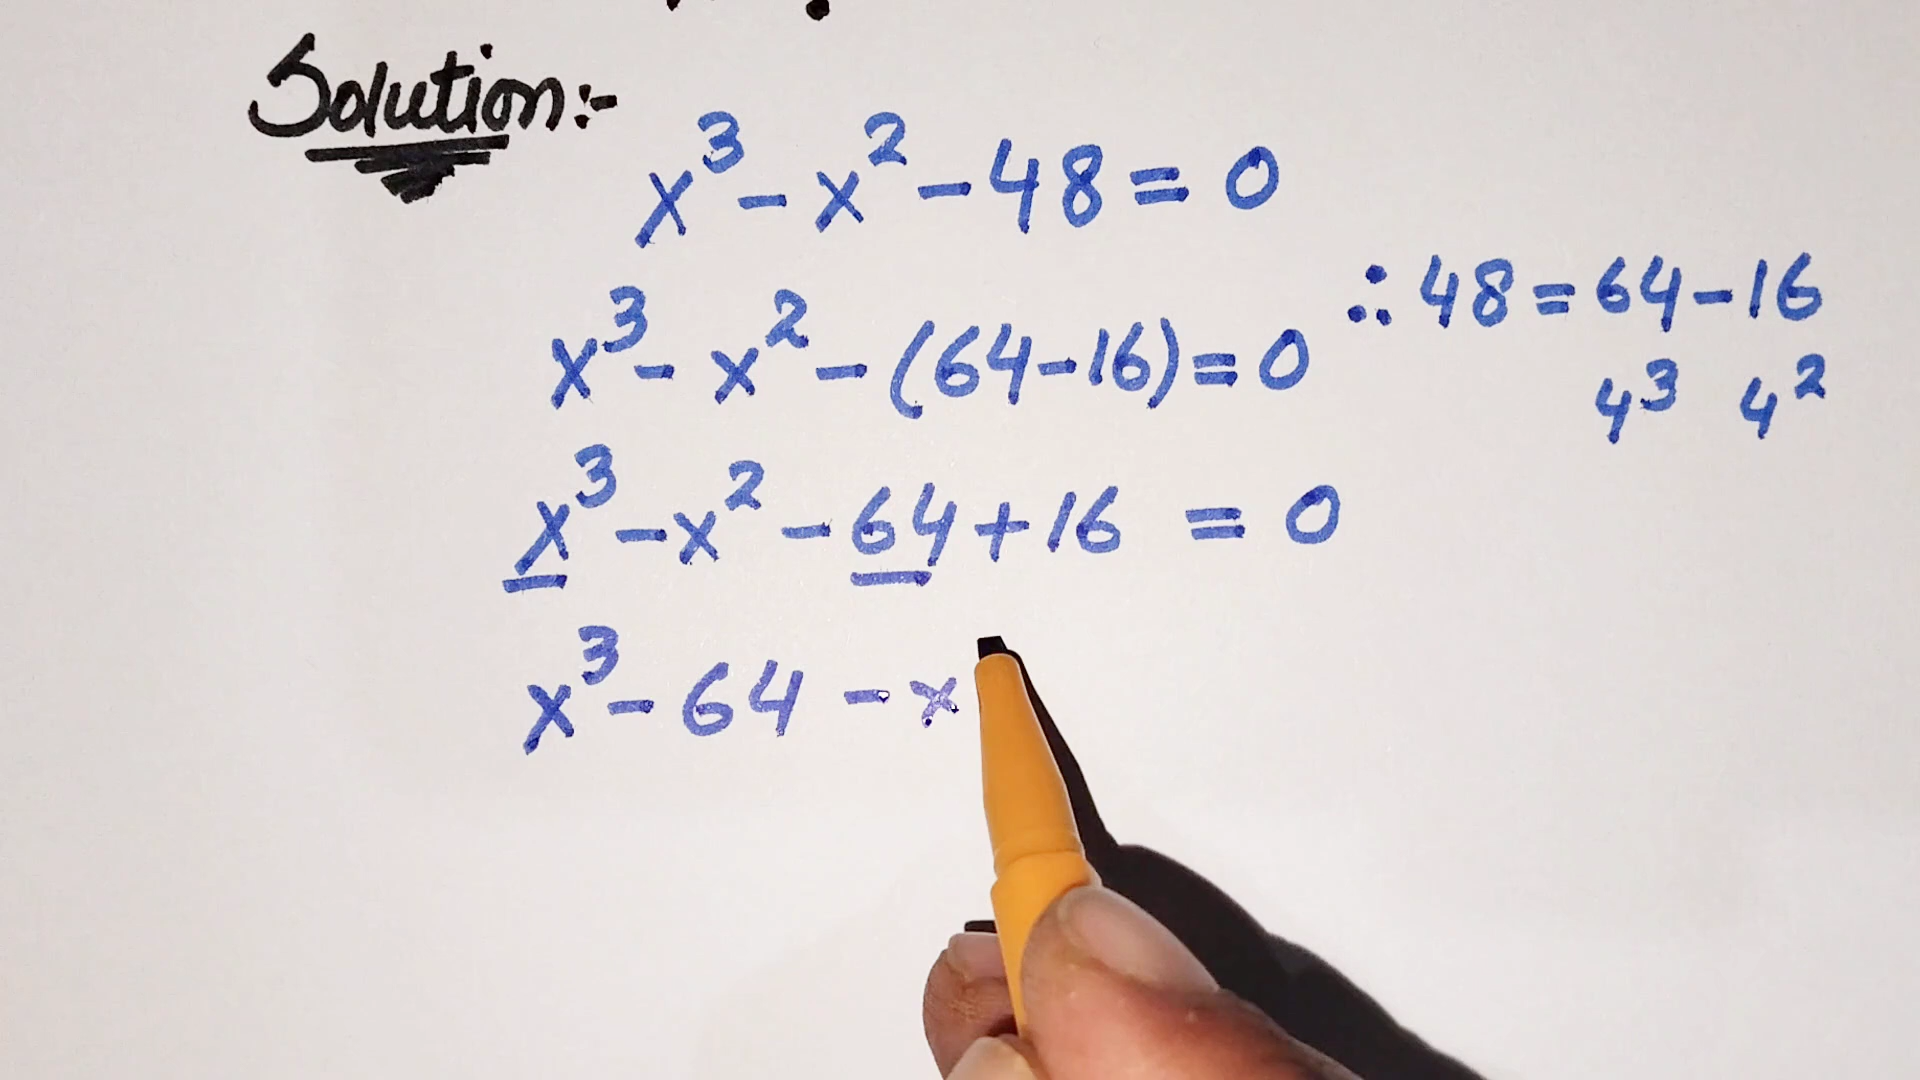 Solution:-
x³ - x² - 48 = 0
x³ - x² - (64-16) = 0
∴ 48 = 64 - 16
4³ 4²
x³ - x² - 64 + 16 = 0
x³ - 64 - x